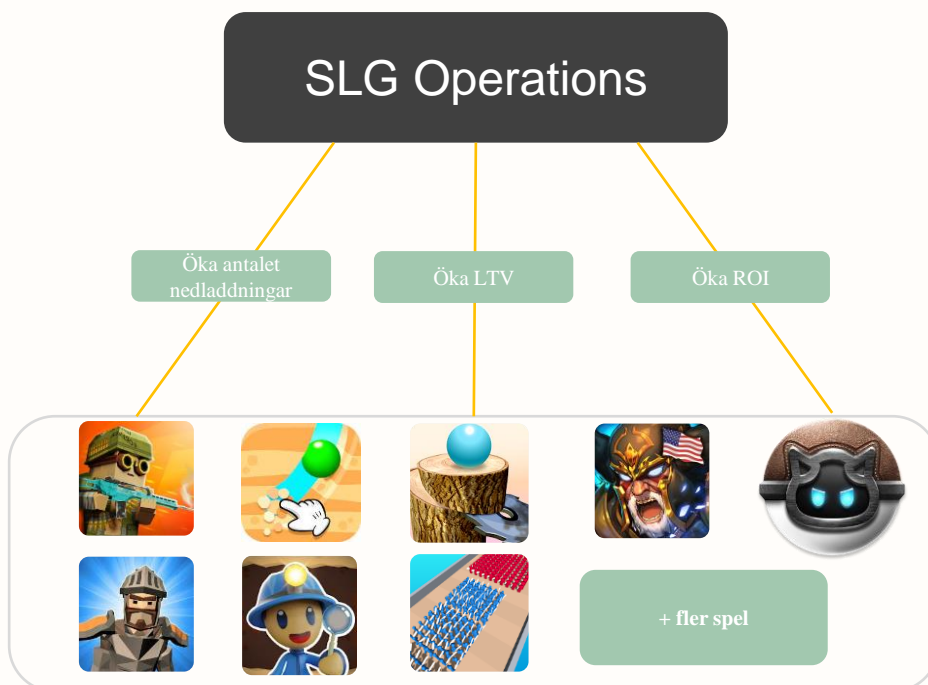 SLG Operations
Öka antalet
nedladdningar
Öka LTV
Öka ROI
+ fler spel